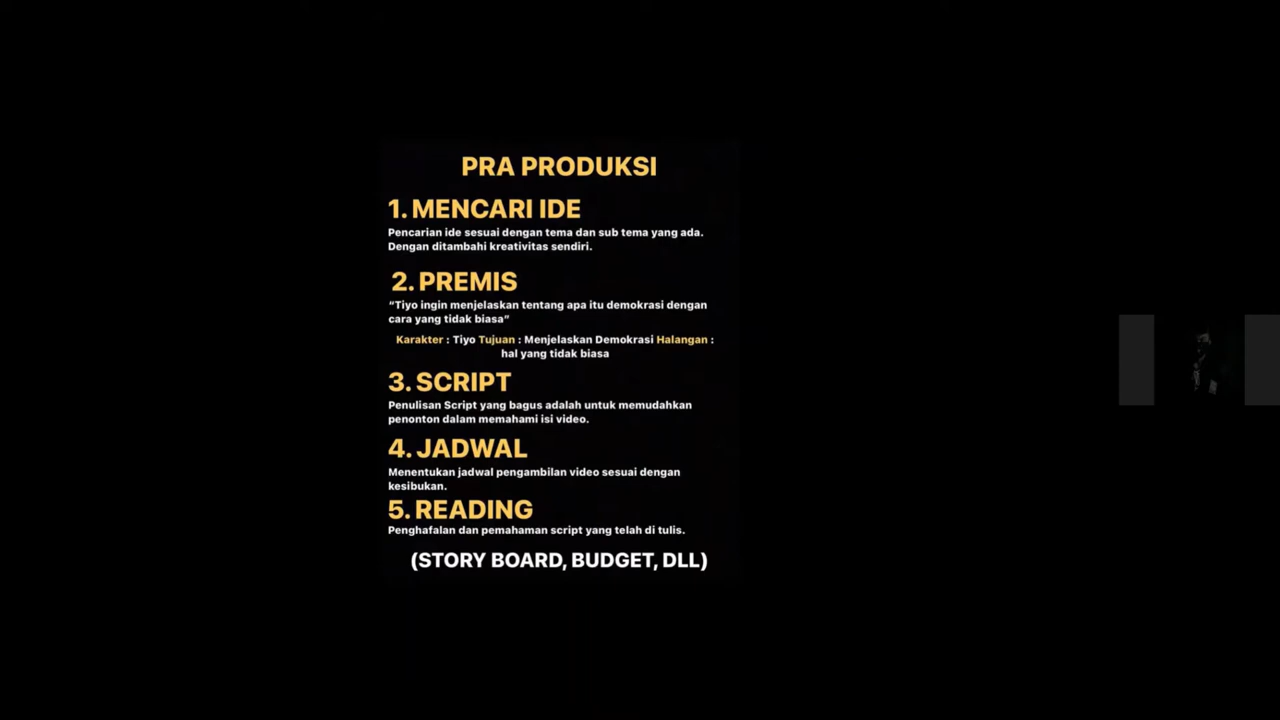 PRA PRODUKSI
1. MENCARI IDE
Pencarian ide sesuai dengan tema dan sub tema yang ada.
Dengan ditambahi kreativitas sendiri.
2. PREMIS
“Tiyo ingin menjelaskan tentang apa itu demokrasi dengan
cara yang tidak biasa”
Karakter : Tiyo Tujuan : Menjelaskan Demokrasi Halangan :
hal yang tidak biasa
3. SCRIPT
Penulisan Script yang bagus adalah untuk memudahkan
penonton dalam memahami isi video.
4. JADWAL
Menentukan jadwal pengambilan video sesuai dengan
kesibukan.
5. READING
Penghafalan dan pemahaman script yang telah di tulis.
(STORY BOARD, BUDGET, DLL)